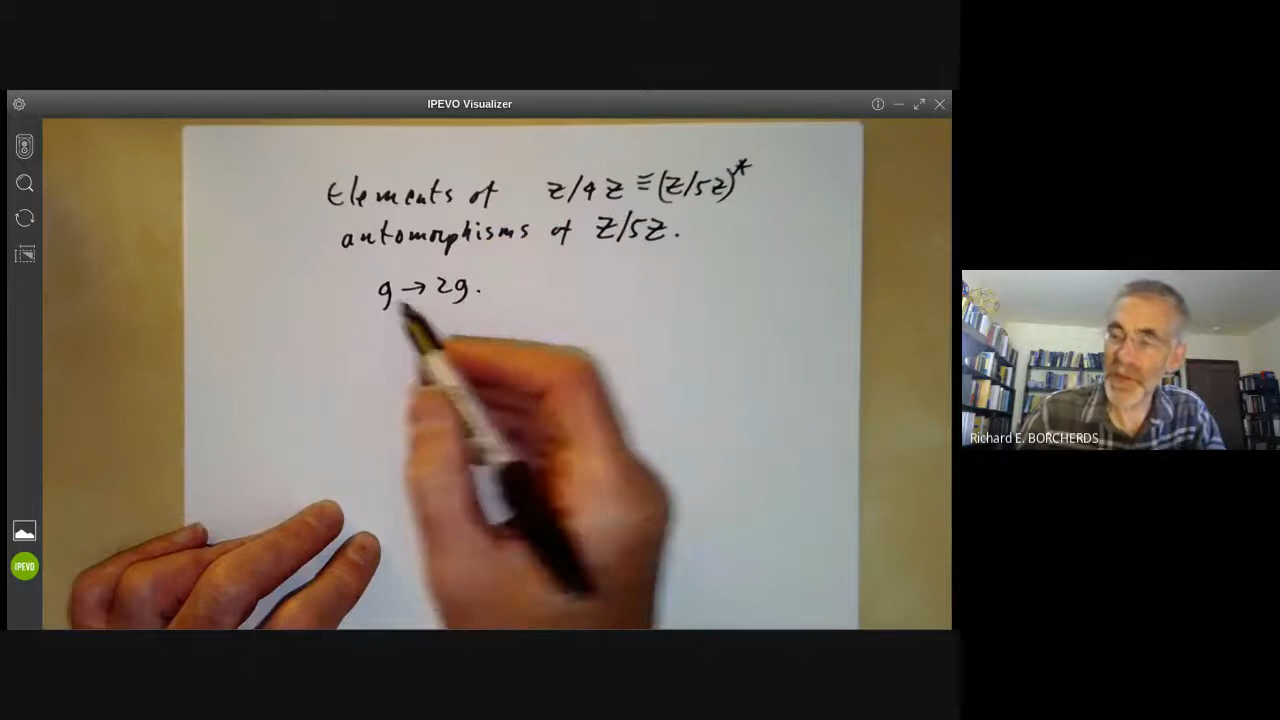 IPEVO Visualizer
Elements of Z/4Z ≡ (Z/5Z)*
automorphisms of Z/5Z.
g → 2g.
Richard E. BORCHERDS
IPEVO